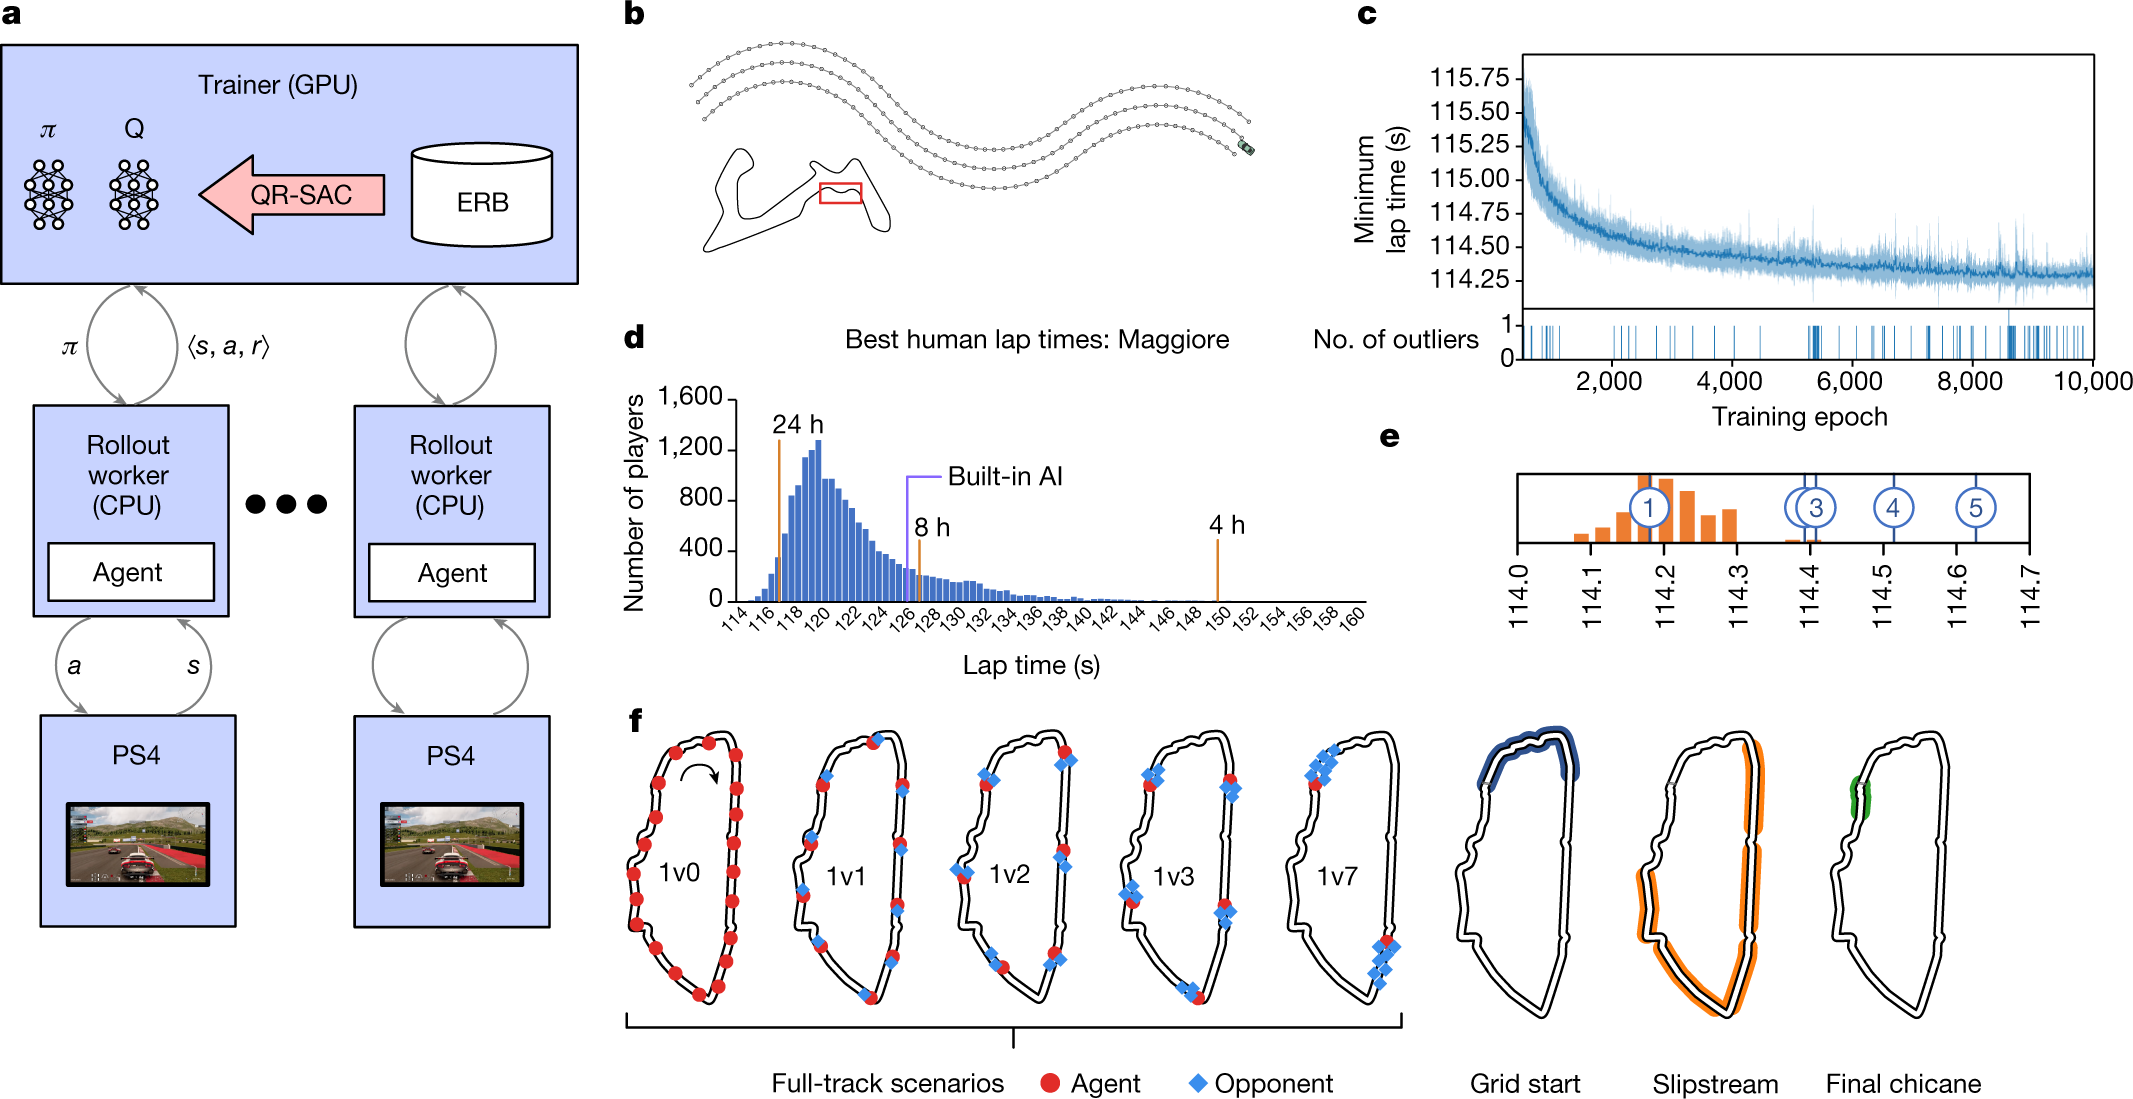 a
Trainer (GPU)
π
Q
QR-SAC
ERB
π
⟨s, a, r⟩
Rollout
worker
(CPU)
Agent
Rollout
worker
(CPU)
Agent
a
s
PS4
PS4
b
c
Minimum
lap time (s)
115.75
115.50
115.25
115.00
114.75
114.50
114.25
No. of outliers
1
0
2,000
4,000
6,000
8,000
10,000
Training epoch
d
Best human lap times: Maggiore
Number of players
1,600
1,200
800
400
0
24 h
Built-in AI
8 h
4 h
114
116
118
120
122
124
126
128
130
132
134
136
138
140
142
144
146
148
150
152
154
156
158
160
Lap time (s)
e
1
3
4
5
114.0
114.1
114.2
114.3
114.4
114.5
114.6
114.7
f
1v0
1v1
1v2
1v3
1v7
Full-track scenarios
Agent
Opponent
Grid start
Slipstream
Final chicane